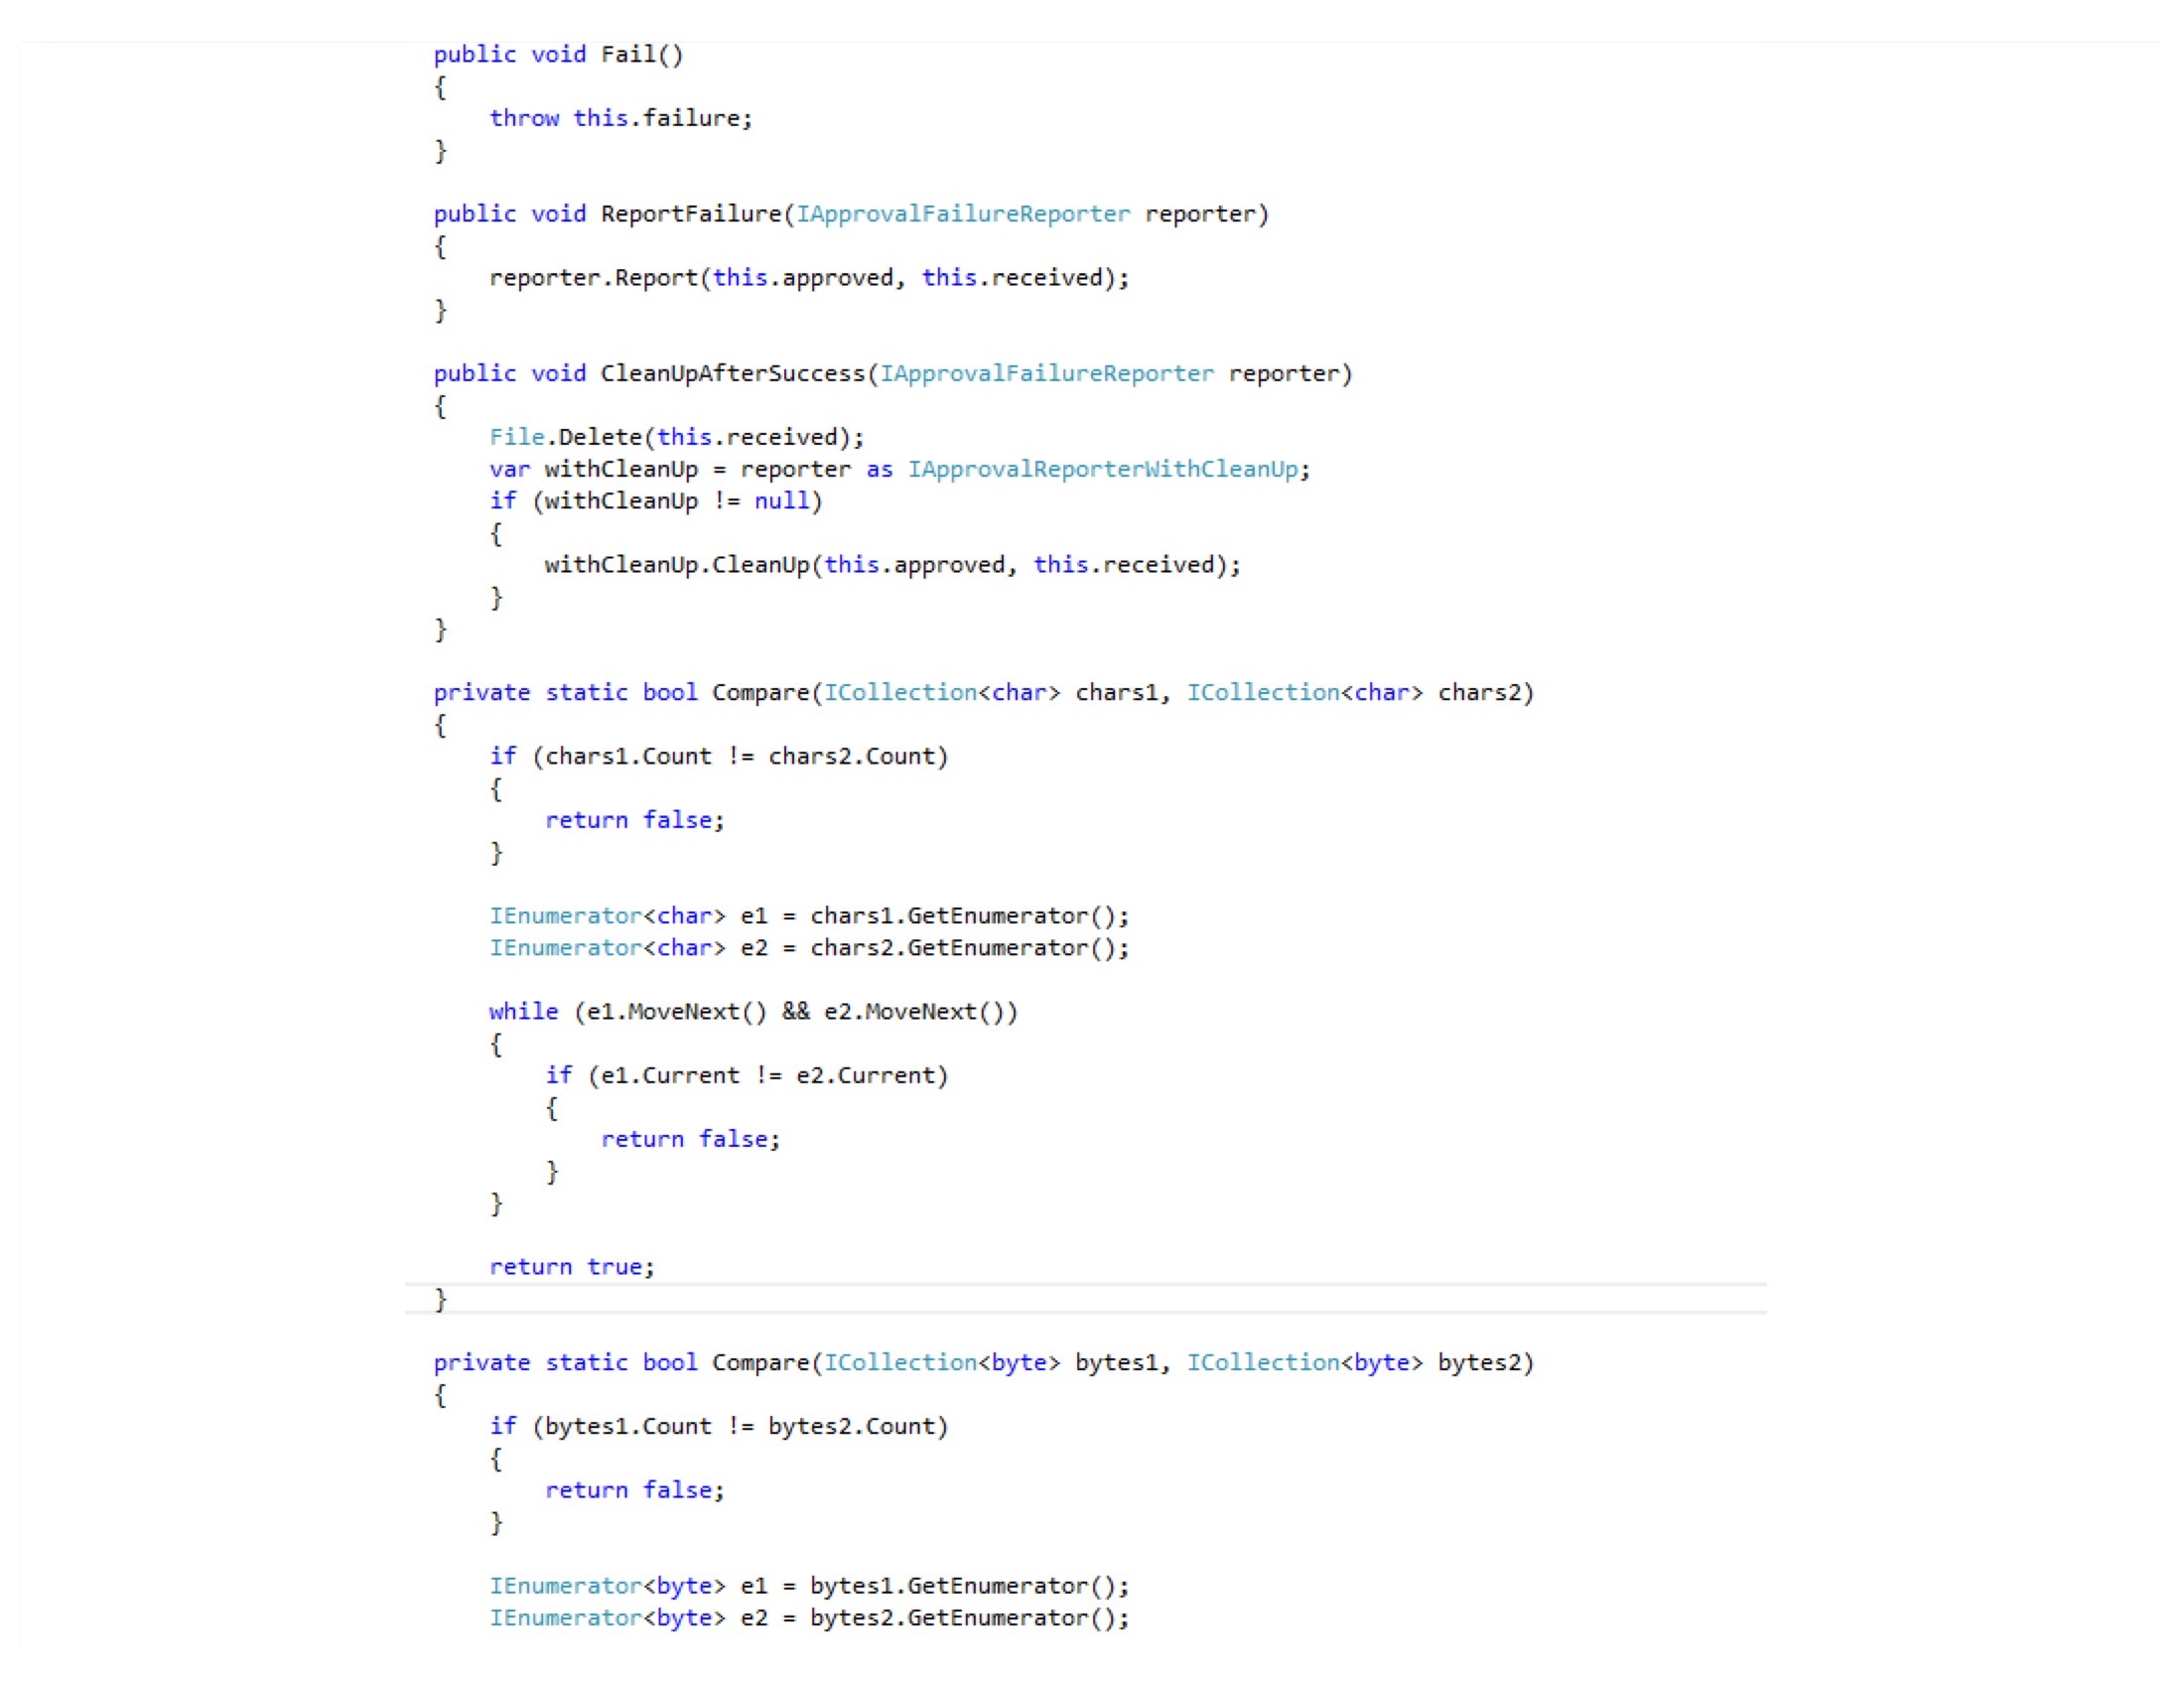 public void Fail()
{
    throw this.failure;
}

public void ReportFailure(IApprovalFailureReporter reporter)
{
    reporter.Report(this.approved, this.received);
}

public void CleanUpAfterSuccess(IApprovalFailureReporter reporter)
{
    File.Delete(this.received);
    var withCleanUp = reporter as IApprovalReporterWithCleanUp;
    if (withCleanUp != null)
    {
        withCleanUp.CleanUp(this.approved, this.received);
    }
}

private static bool Compare(ICollection<char> chars1, ICollection<char> chars2)
{
    if (chars1.Count != chars2.Count)
    {
        return false;
    }

    IEnumerator<char> e1 = chars1.GetEnumerator();
    IEnumerator<char> e2 = chars2.GetEnumerator();

    while (e1.MoveNext() && e2.MoveNext())
    {
        if (e1.Current != e2.Current)
        {
            return false;
        }
    }

    return true;
}

private static bool Compare(ICollection<byte> bytes1, ICollection<byte> bytes2)
{
    if (bytes1.Count != bytes2.Count)
    {
        return false;
    }

    IEnumerator<byte> e1 = bytes1.GetEnumerator();
    IEnumerator<byte> e2 = bytes2.GetEnumerator();